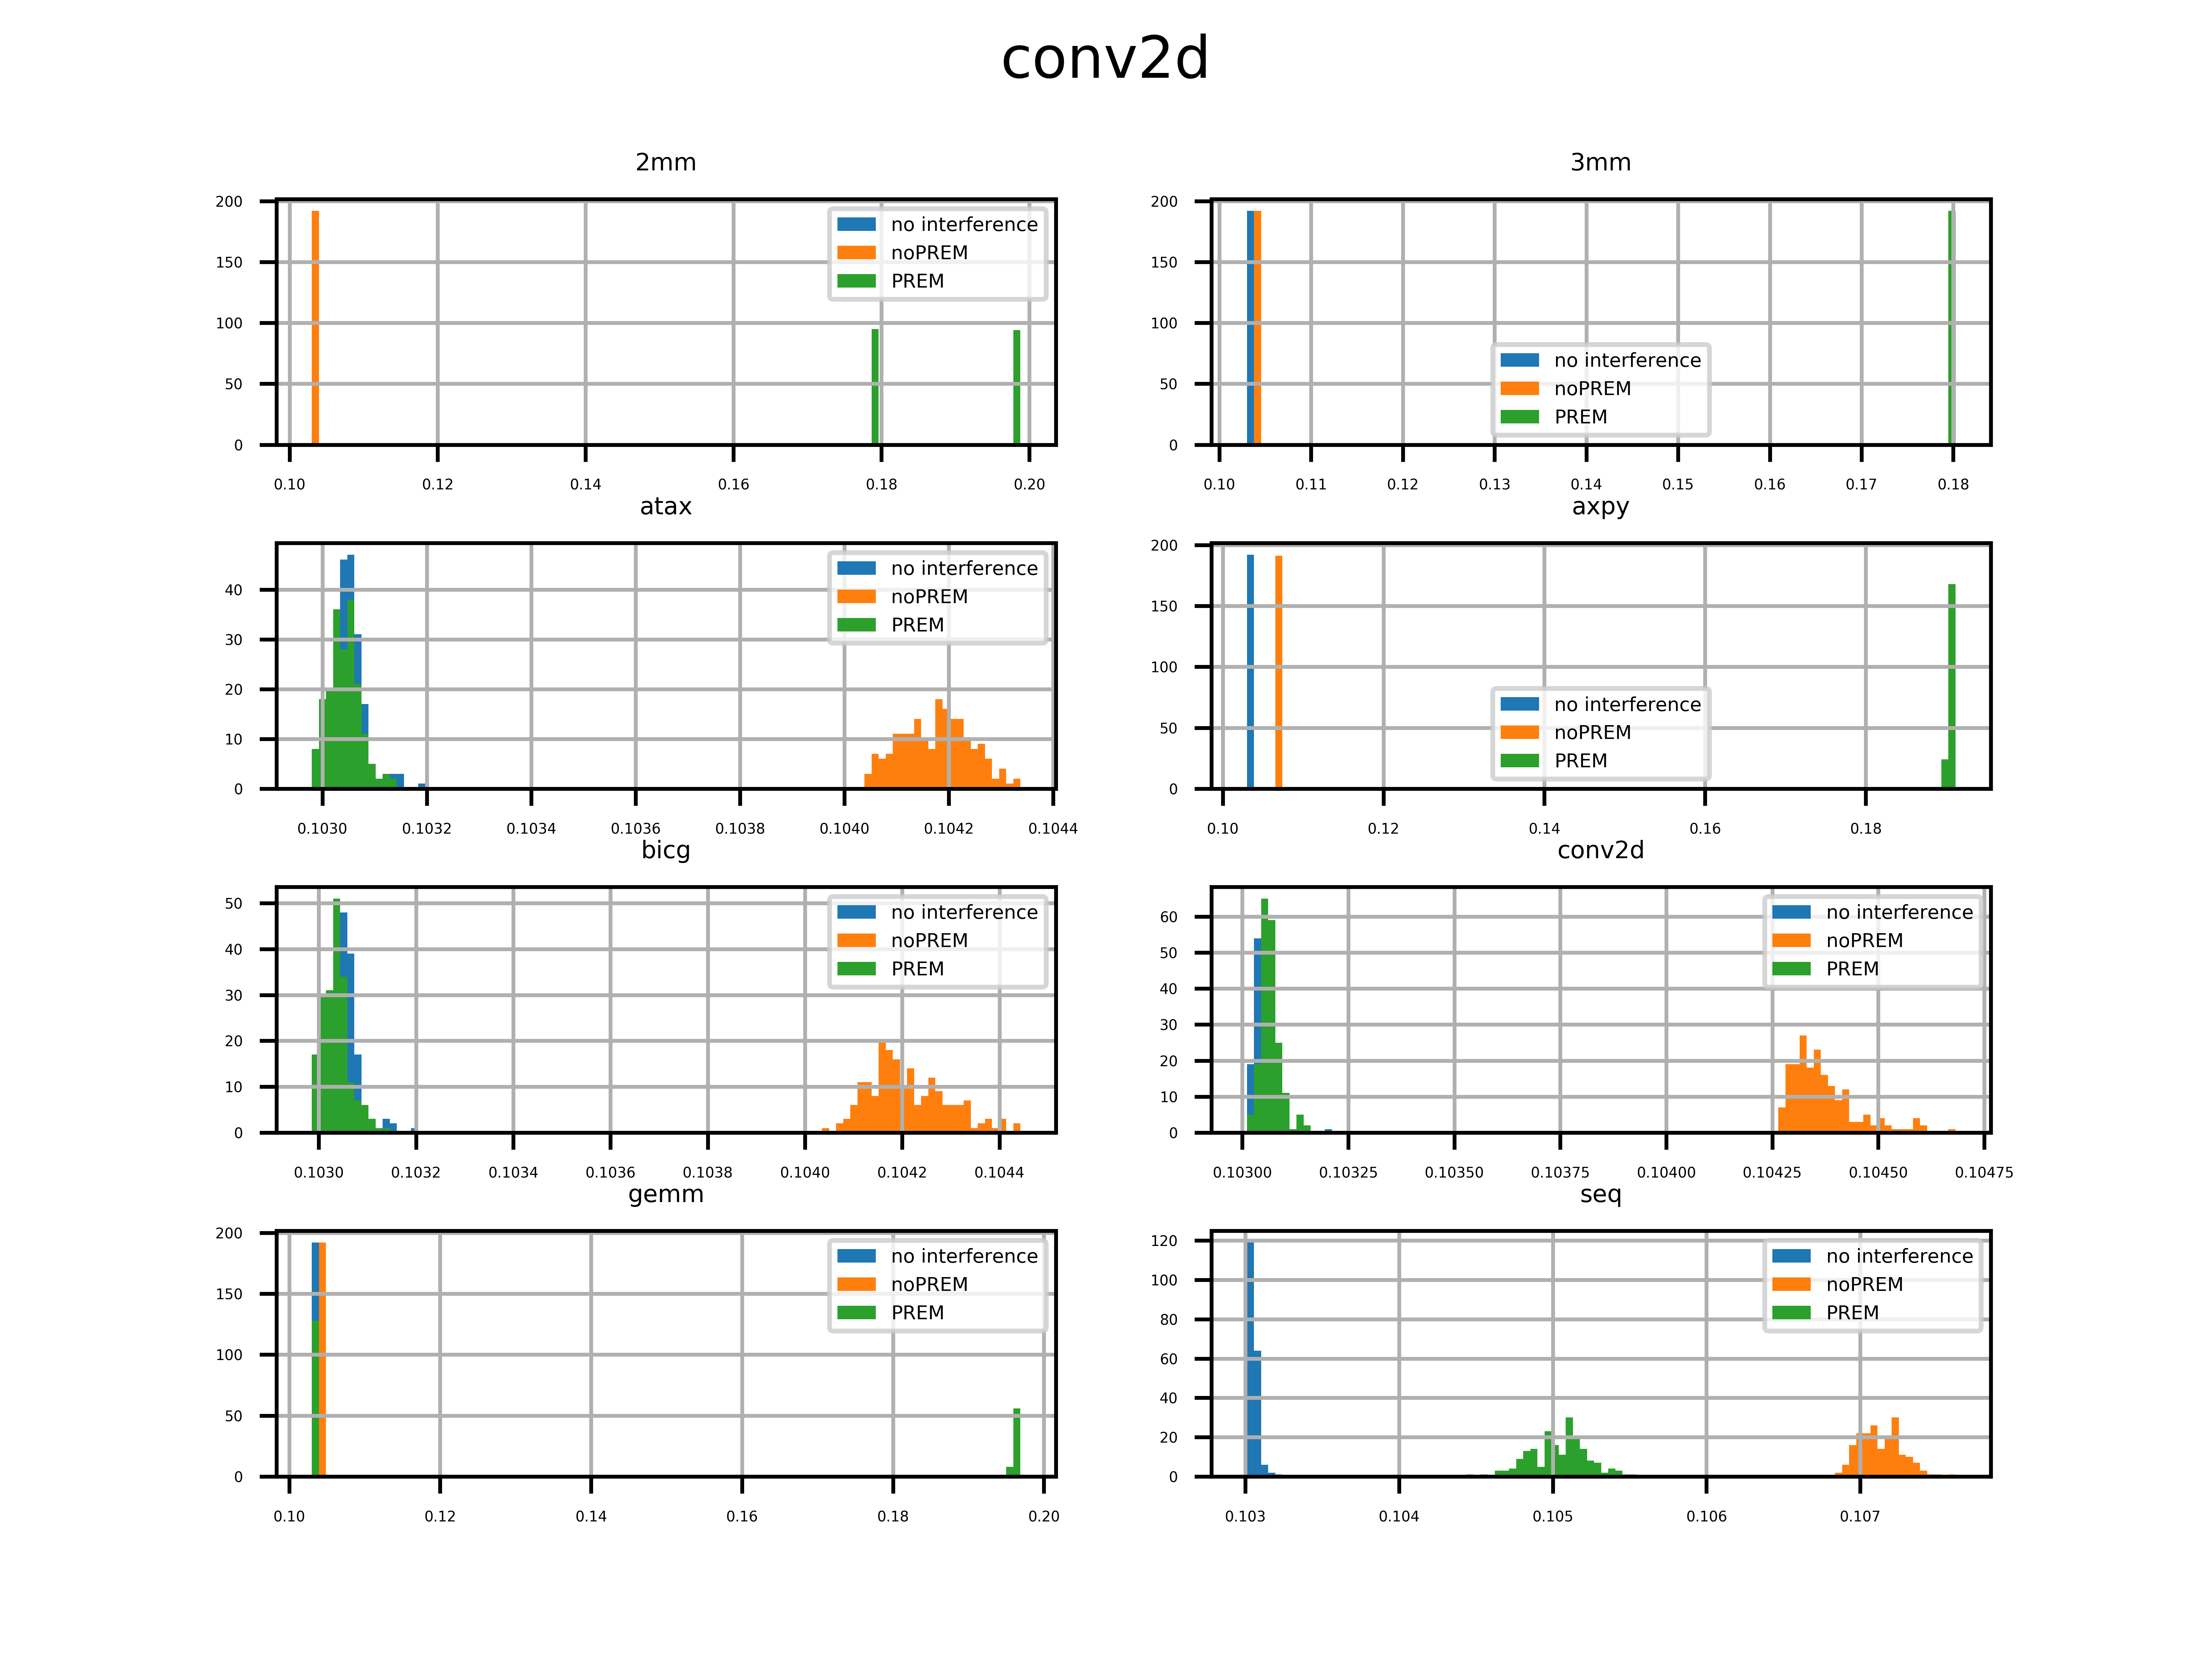 conv2d
2mm
3mm
200
150
100
50
0
no interference
noPREM
PREM
0.10 0.12 0.14 0.16 0.18 0.20
200
150
100
50
0
no interference
noPREM
PREM
0.10 0.11 0.12 0.13 0.14 0.15 0.16 0.17 0.18
atax
axpy
40
30
20
10
0
no interference
noPREM
PREM
0.1030 0.1032 0.1034 0.1036 0.1038 0.1040 0.1042 0.1044
200
150
100
50
0
no interference
noPREM
PREM
0.10 0.12 0.14 0.16 0.18
bicg
conv2d
50
40
30
20
10
0
no interference
noPREM
PREM
0.1030 0.1032 0.1034 0.1036 0.1038 0.1040 0.1042 0.1044
60
50
40
30
20
10
0
no interference
noPREM
PREM
0.10300 0.10325 0.10350 0.10375 0.10400 0.10425 0.10450 0.10475
gemm
seq
200
150
100
50
0
no interference
noPREM
PREM
0.10 0.12 0.14 0.16 0.18 0.20
120
100
80
60
40
20
0
no interference
noPREM
PREM
0.103 0.104 0.105 0.106 0.107